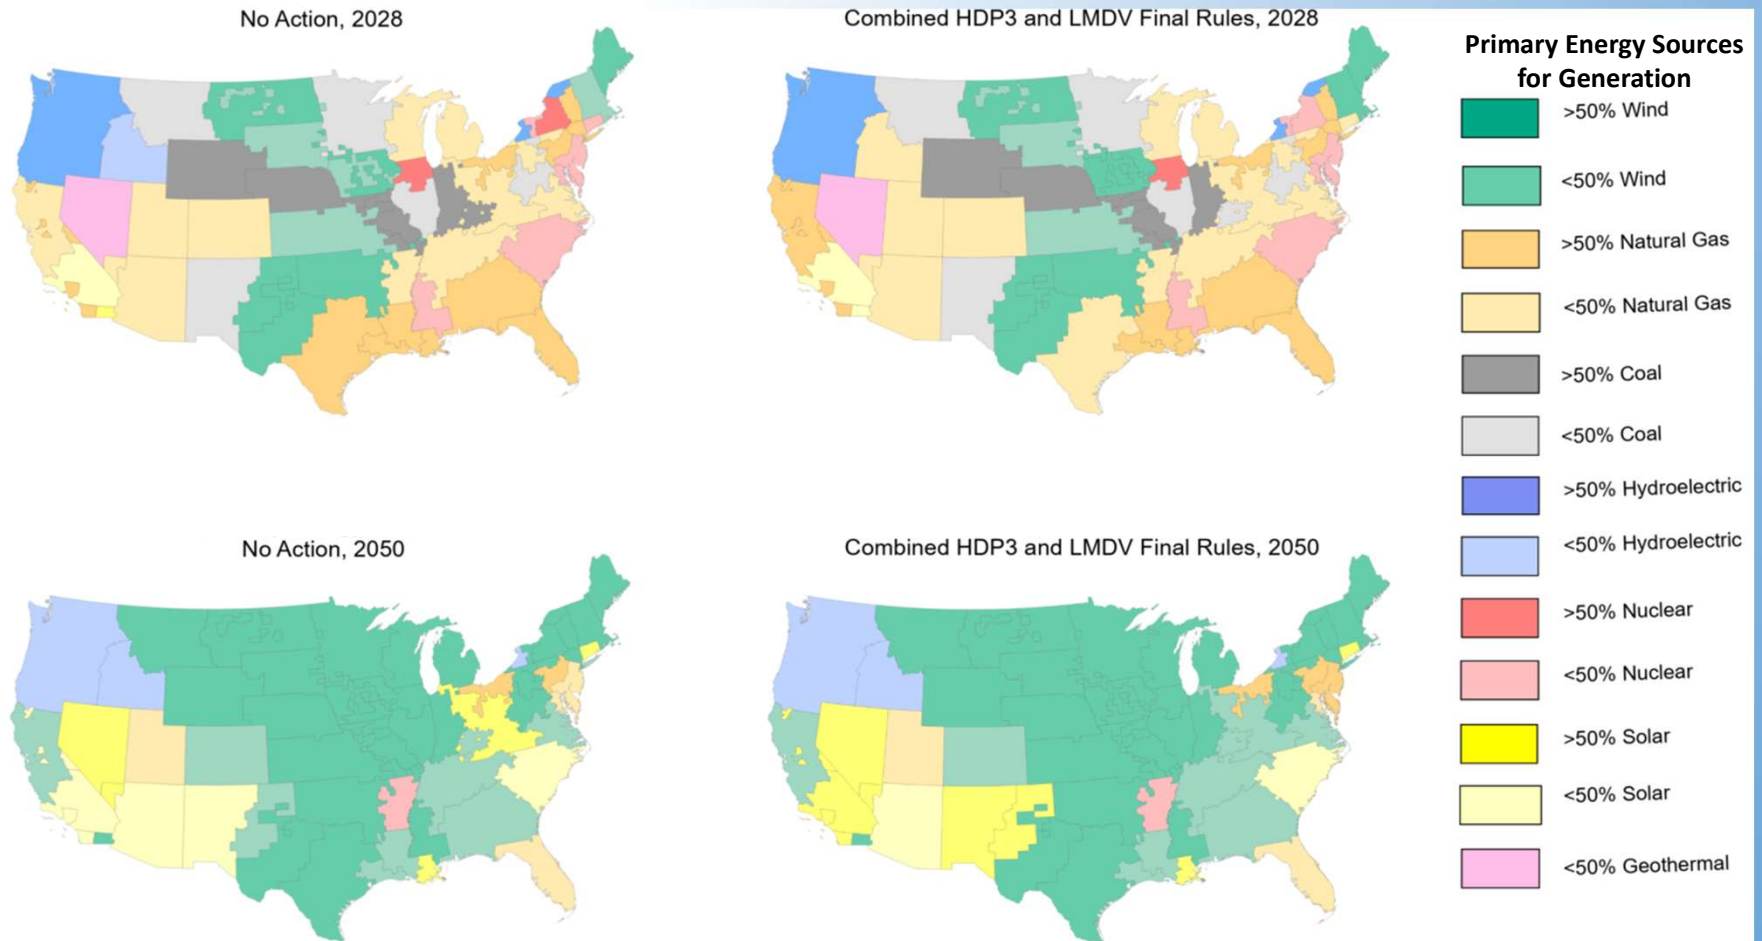 No Action, 2028
Combined HDP3 and LMDV Final Rules, 2028
Primary Energy Sources
for Generation
>50% Wind
<50% Wind
>50% Natural Gas
<50% Natural Gas
>50% Coal
<50% Coal
>50% Hydroelectric
<50% Hydroelectric
>50% Nuclear
<50% Nuclear
>50% Solar
<50% Solar
<50% Geothermal
No Action, 2050
Combined HDP3 and LMDV Final Rules, 2050